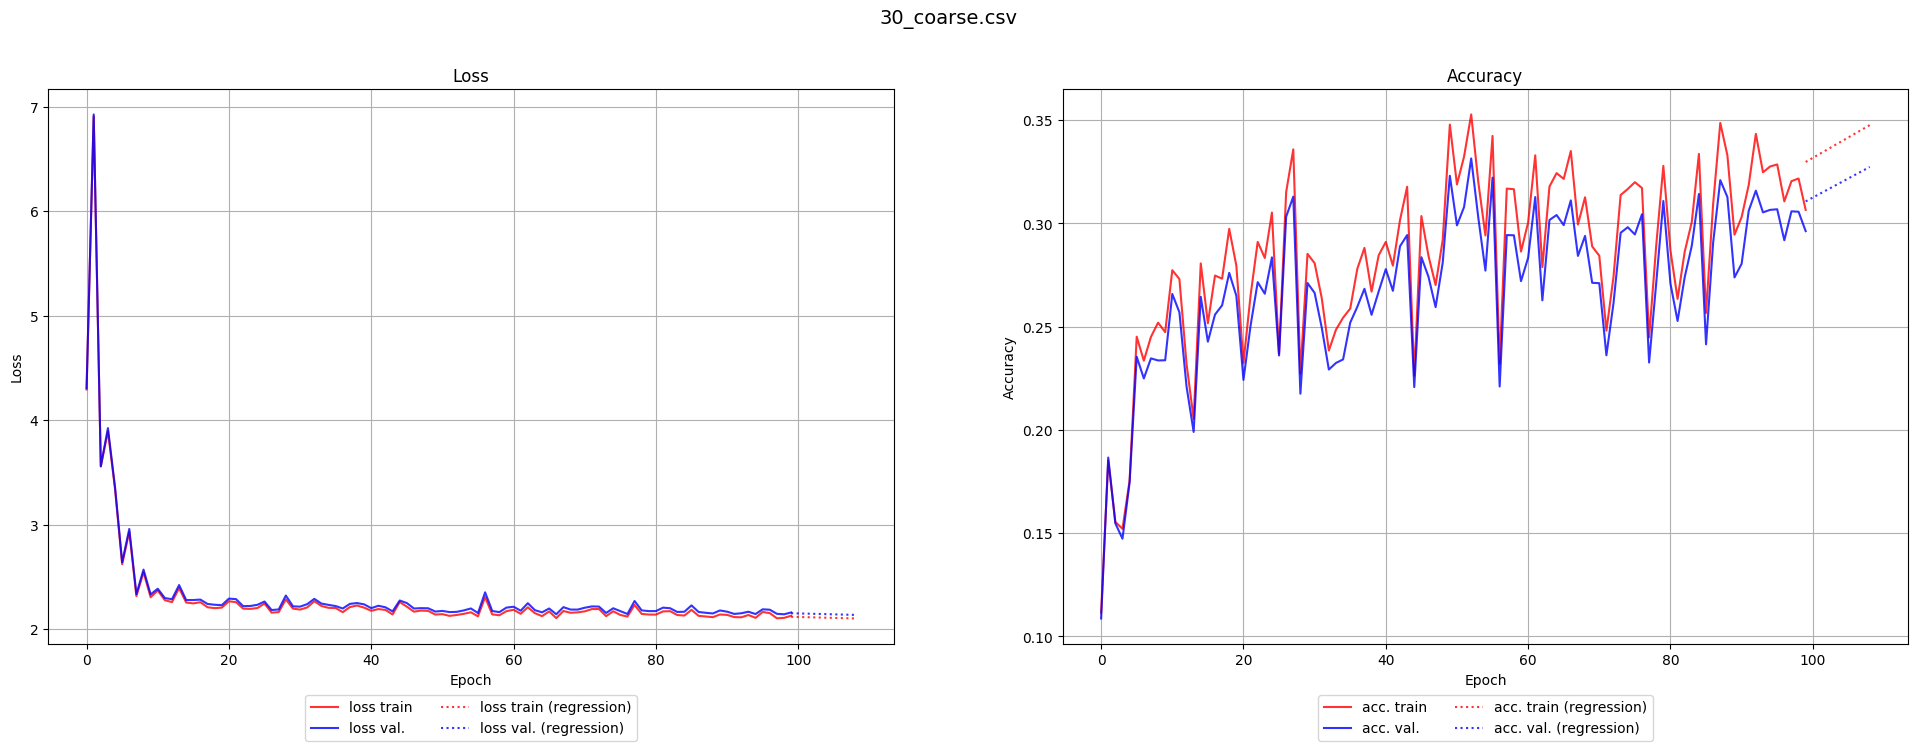 30_coarse.csv
Loss
7
6
5
4
3
2
Loss
0 20 40 60 80 100
Epoch
loss train loss train (regression)
loss val. loss val. (regression)
Accuracy
0.35
0.30
0.25
0.20
0.15
0.10
Accuracy
0 20 40 60 80 100
Epoch
acc. train acc. train (regression)
acc. val. acc. val. (regression)